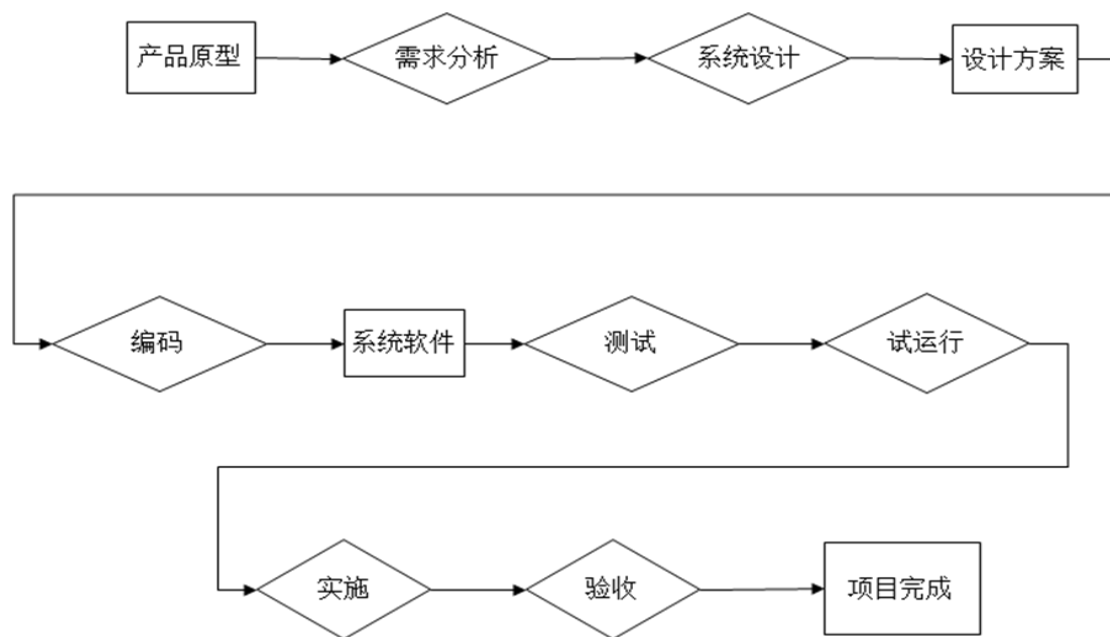 产品原型
需求分析
系统设计
设计方案
编码
系统软件
测试
试运行
实施
验收
项目完成